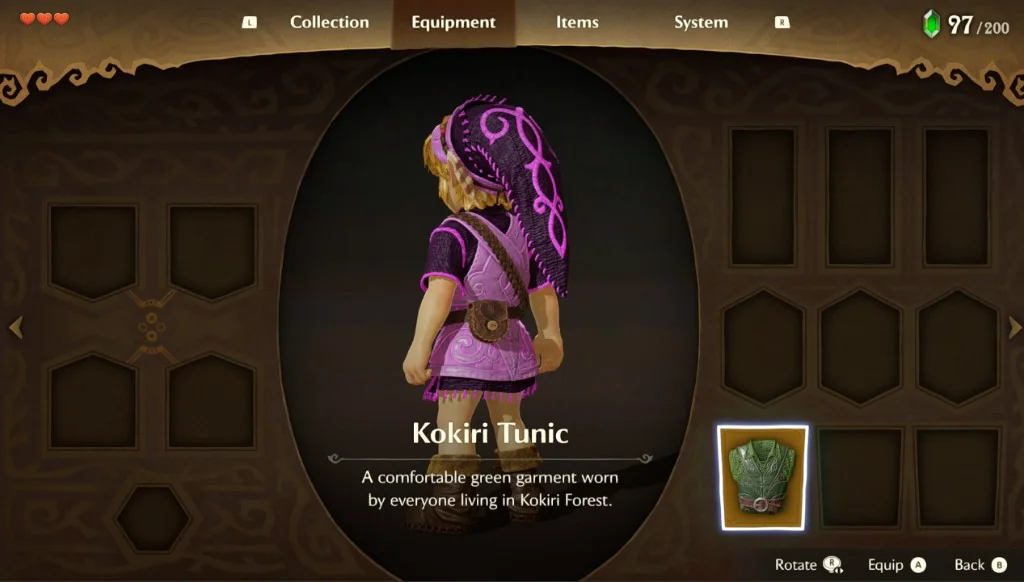 L Collection Equipment Items System R
97/200
Kokiri Tunic
A comfortable green garment worn
by everyone living in Kokiri Forest.
Rotate R Equip A Back B